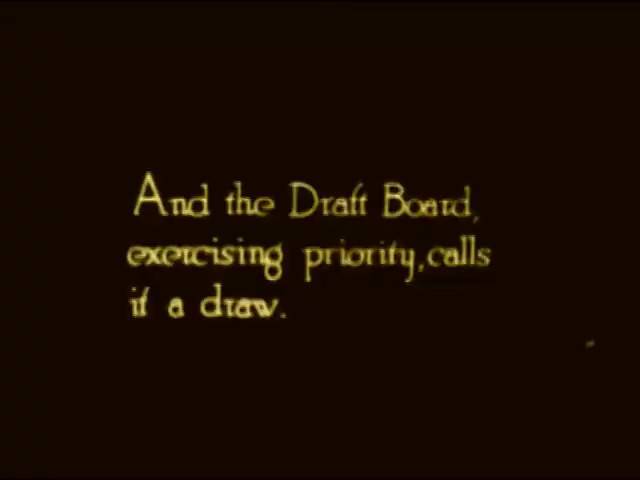 And the Draft Board,
exercising priority, calls
it a draw.